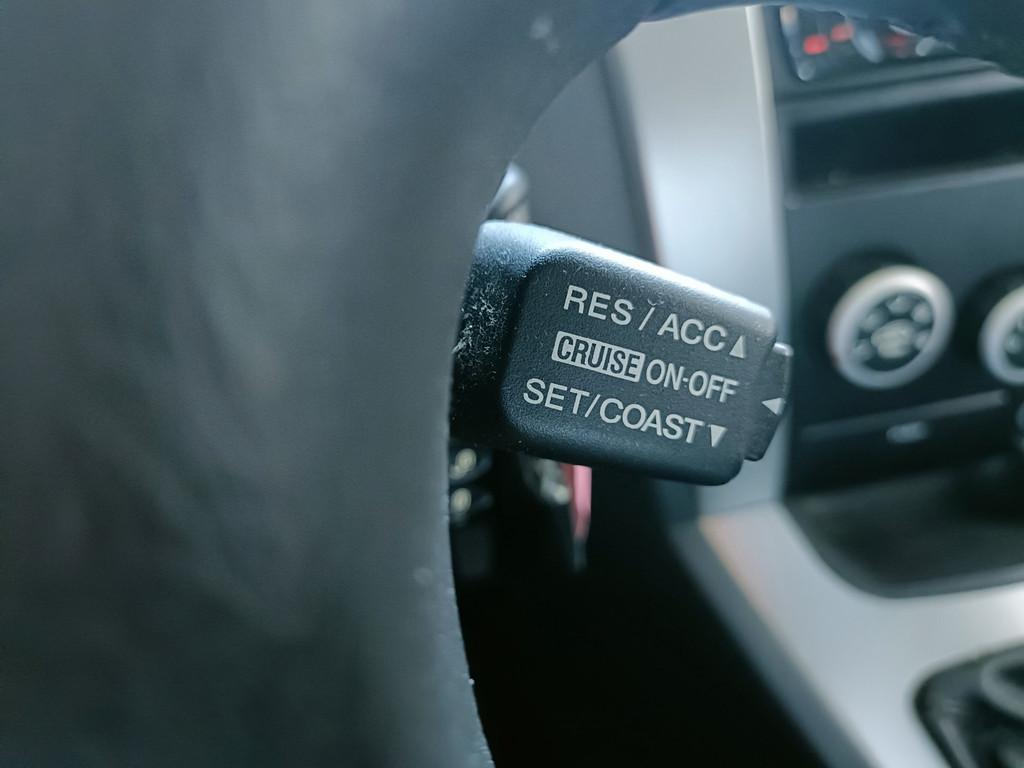 RES / ACC▲
CRUISE ON-OFF ◀
SET/COAST▼